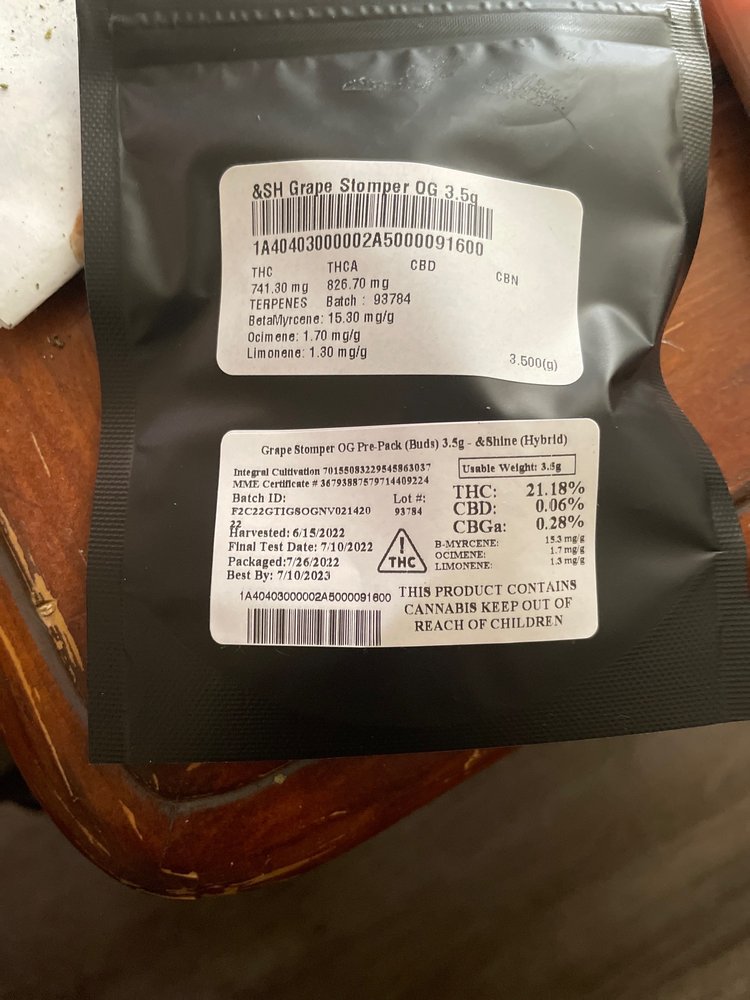 &SH Grape Stomper OG 3.5g
1A40403000002A5000091600
THC THCA CBD CBN
741.30 mg 826.70 mg
TERPENES Batch : 93784
BetaMyrcene: 15.30 mg/g
Ocimene: 1.70 mg/g
Limonene: 1.30 mg/g
3.500(g)
Grape Stomper OG Pre-Pack (Buds) 3.5g - &Shine (Hybrid)
Integral Cultivation 70155083229545863037
MME Certificate # 36793887579714409224
Usable Weight: 3.5g
Batch ID: Lot #:
F2C22GTIGSOGNV021420 93784
22
Harvested: 6/15/2022
Final Test Date: 7/10/2022
Packaged:7/26/2022
Best By: 7/10/2023
THC
THC: 21.18%
CBD: 0.06%
CBGa: 0.28%
B-MYRCENE: 15.3 mg/g
OCIMENE: 1.7 mg/g
LIMONENE: 1.3 mg/g
1A40403000002A5000091600
THIS PRODUCT CONTAINS
CANNABIS KEEP OUT OF
REACH OF CHILDREN